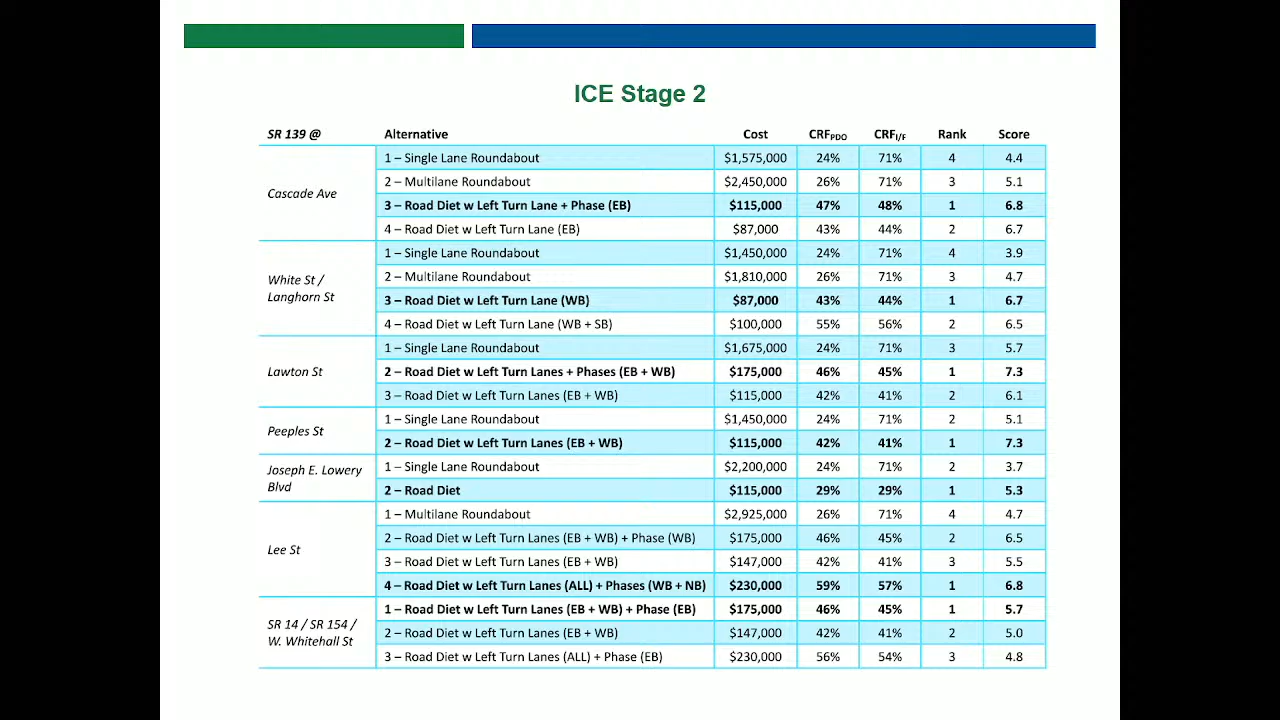 ICE Stage 2
SR 139 @ Alternative Cost CRFPDO CRFI/F Rank Score
Cascade Ave
1 – Single Lane Roundabout $1,575,000 24% 71% 4 4.4
2 – Multilane Roundabout $2,450,000 26% 71% 3 5.1
3 – Road Diet w Left Turn Lane + Phase (EB) $115,000 47% 48% 1 6.8
4 – Road Diet w Left Turn Lane (EB) $87,000 43% 44% 2 6.7
White St /
Langhorn St
1 – Single Lane Roundabout $1,450,000 24% 71% 4 3.9
2 – Multilane Roundabout $1,810,000 26% 71% 3 4.7
3 – Road Diet w Left Turn Lane (WB) $87,000 43% 44% 1 6.7
4 – Road Diet w Left Turn Lane (WB + SB) $100,000 55% 56% 2 6.5
Lawton St
1 – Single Lane Roundabout $1,675,000 24% 71% 3 5.7
2 – Road Diet w Left Turn Lanes + Phases (EB + WB) $175,000 46% 45% 1 7.3
3 – Road Diet w Left Turn Lanes (EB + WB) $115,000 42% 41% 2 6.1
Peeples St
1 – Single Lane Roundabout $1,450,000 24% 71% 2 5.1
2 – Road Diet w Left Turn Lanes (EB + WB) $115,000 42% 41% 1 7.3
Joseph E. Lowery
Blvd
1 – Single Lane Roundabout $2,200,000 24% 71% 2 3.7
2 – Road Diet $115,000 29% 29% 1 5.3
Lee St
1 – Multilane Roundabout $2,925,000 26% 71% 4 4.7
2 – Road Diet w Left Turn Lanes (EB + WB) + Phase (WB) $175,000 46% 45% 2 6.5
3 – Road Diet w Left Turn Lanes (EB + WB) $147,000 42% 41% 3 5.5
4 – Road Diet w Left Turn Lanes (ALL) + Phases (WB + NB) $230,000 59% 57% 1 6.8
SR 14 / SR 154 /
W. Whitehall St
1 – Road Diet w Left Turn Lanes (EB + WB) + Phase (EB) $175,000 46% 45% 1 5.7
2 – Road Diet w Left Turn Lanes (EB + WB) $147,000 42% 41% 2 5.0
3 – Road Diet w Left Turn Lanes (ALL) + Phase (EB) $230,000 56% 54% 3 4.8